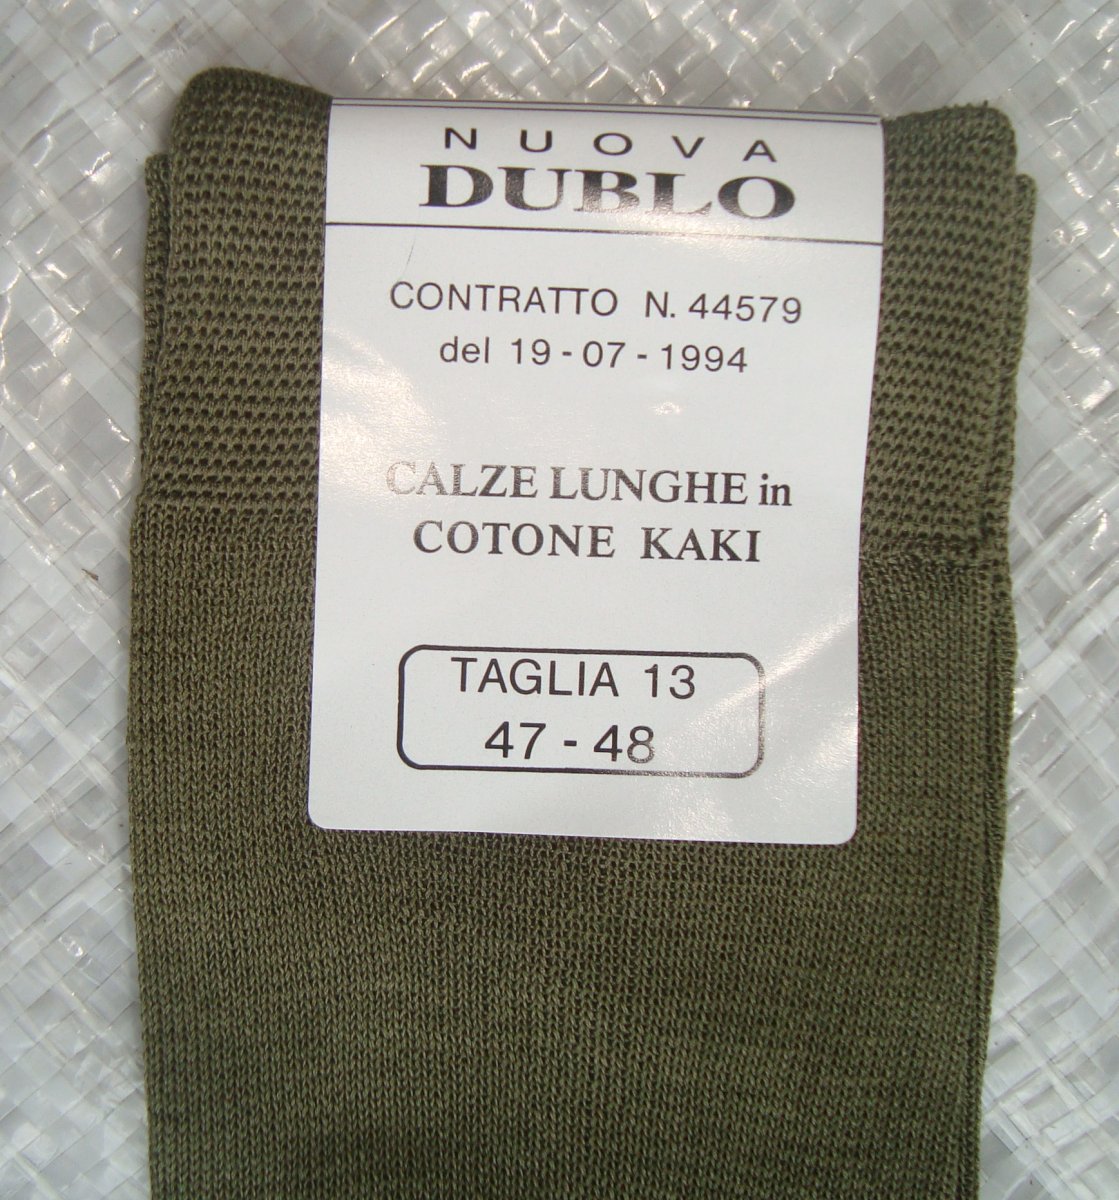 NUOVA
DUBLO
CONTRATTO N. 44579
del 19-07-1994
CALZE LUNGHE in
COTONE KAKI
TAGLIA 13
47-48